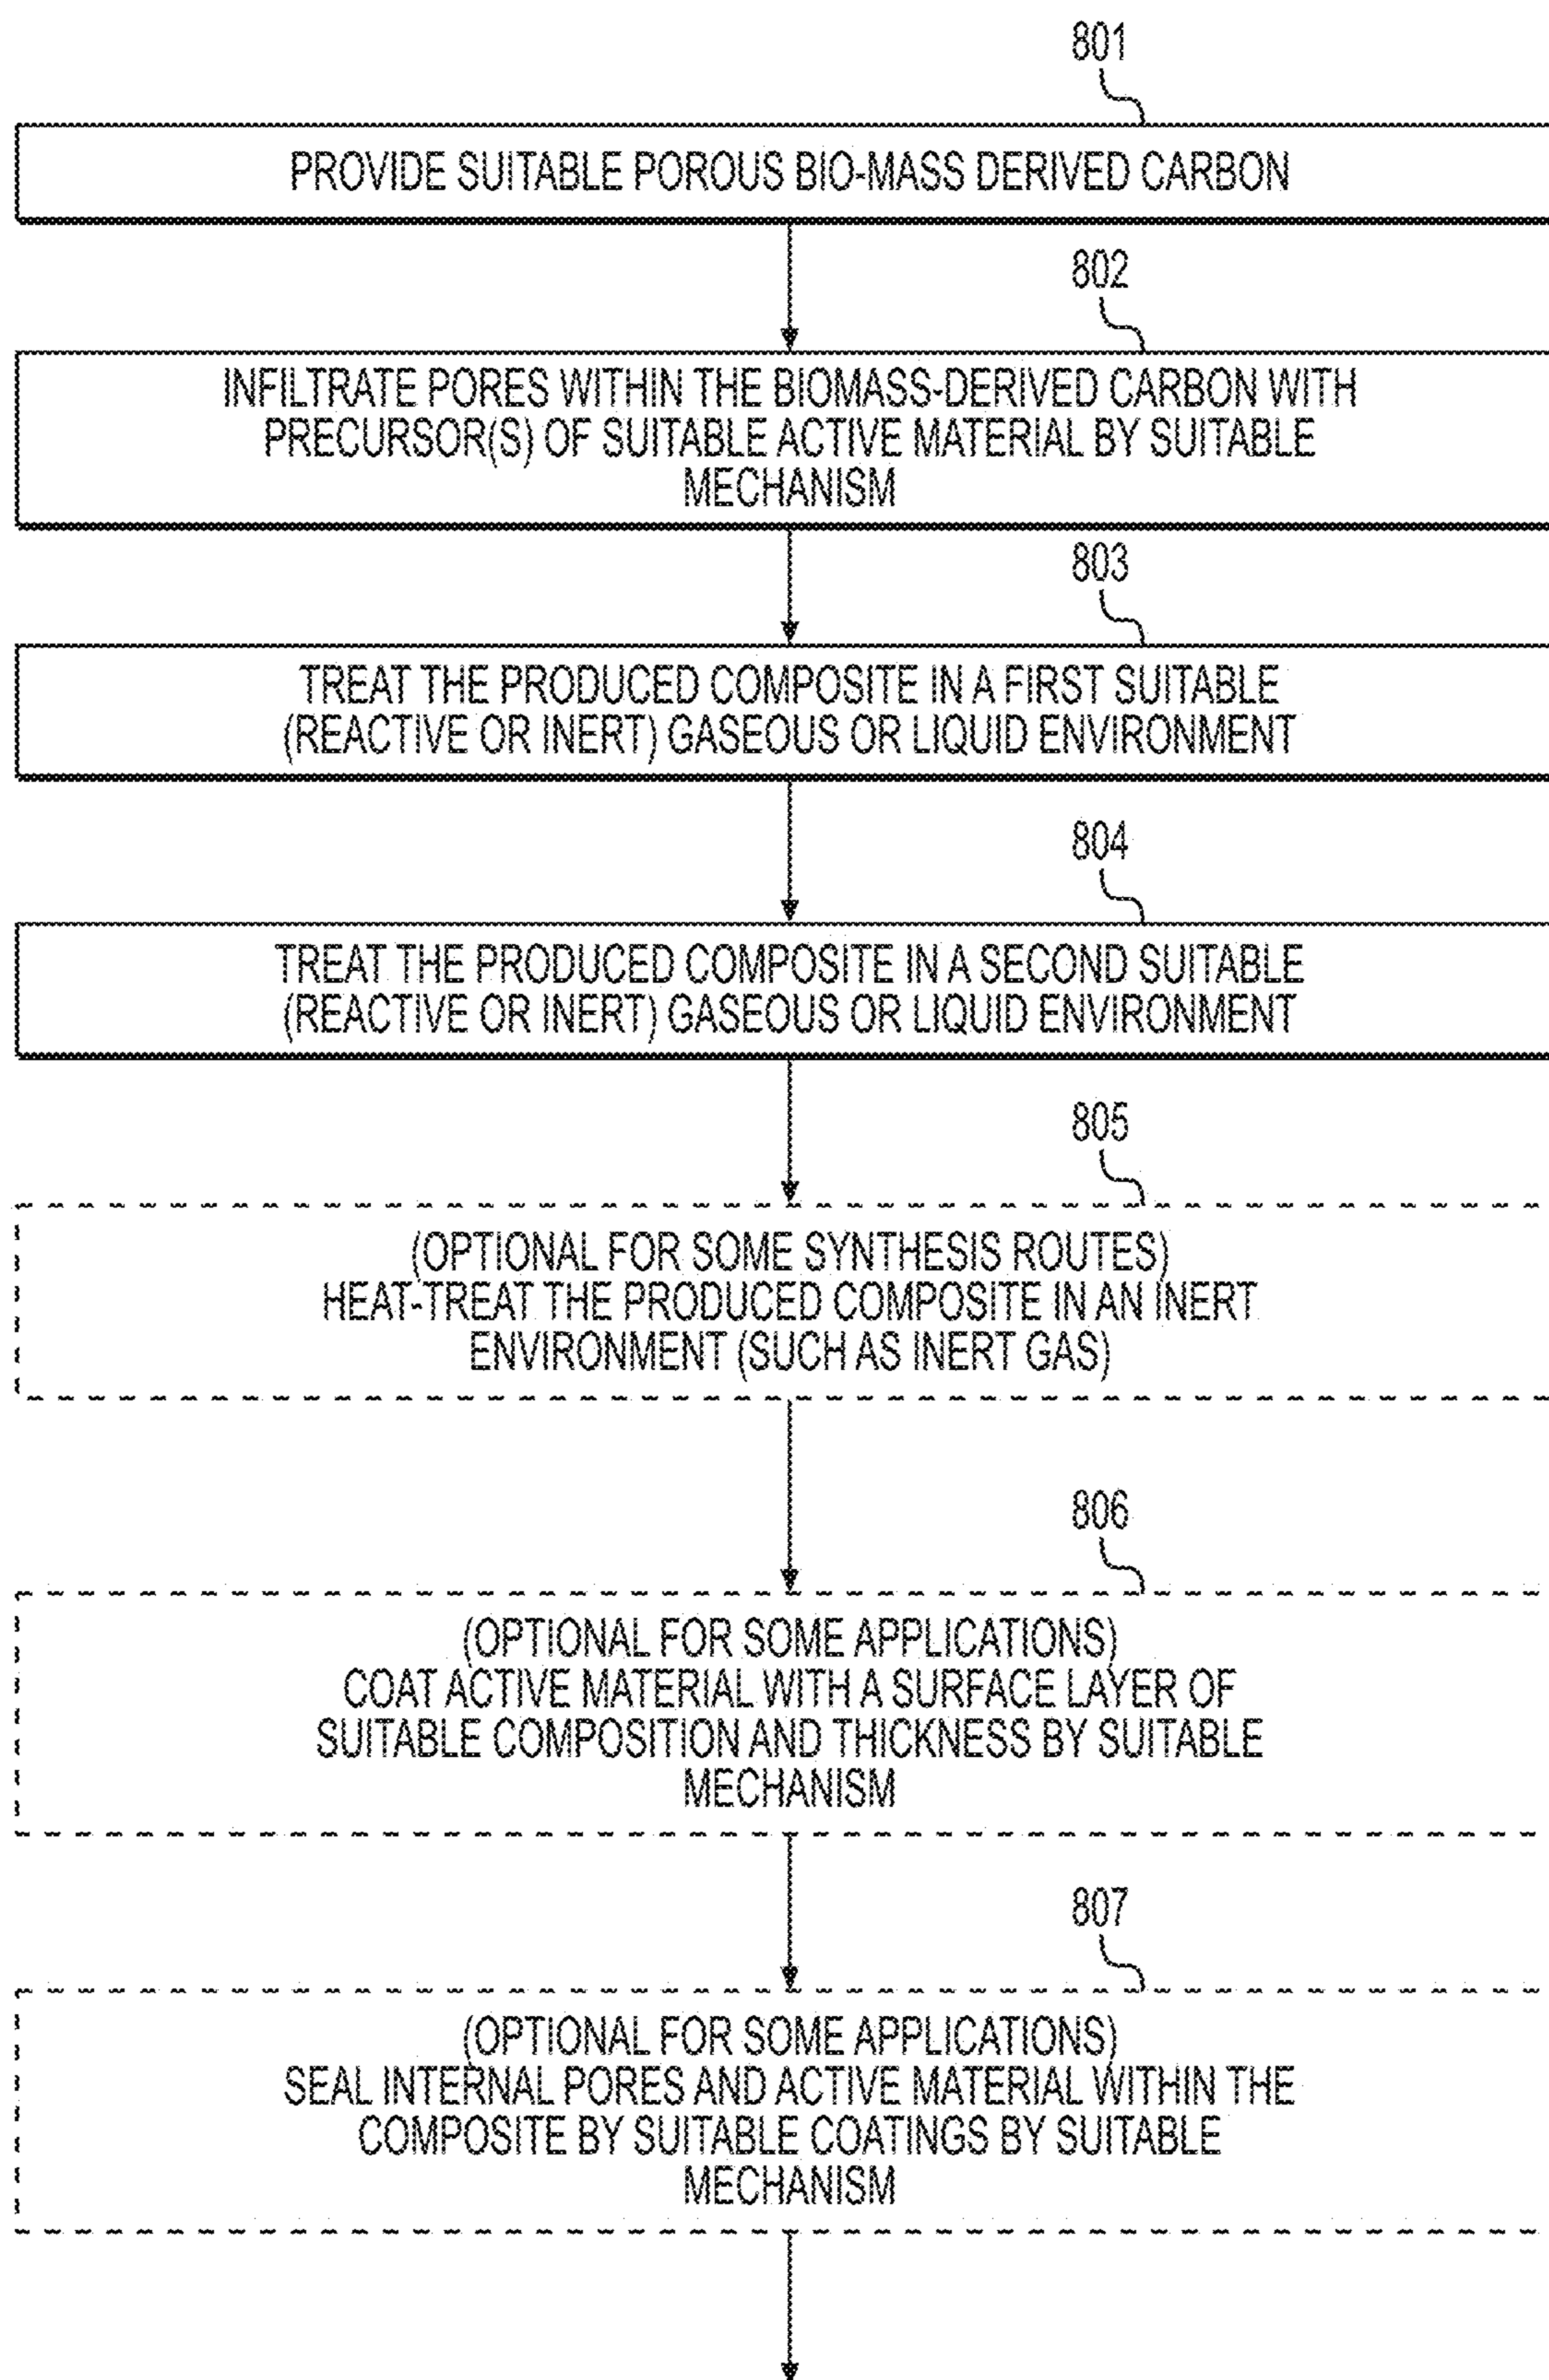 801
PROVIDE SUITABLE POROUS BIO-MASS DERIVED CARBON
802
INFILTRATE PORES WITHIN THE BIOMASS-DERIVED CARBON WITH
PRECURSOR(S) OF SUITABLE ACTIVE MATERIAL BY SUITABLE
MECHANISM
803
TREAT THE PRODUCED COMPOSITE IN A FIRST SUITABLE
(REACTIVE OR INERT) GASEOUS OR LIQUID ENVIRONMENT
804
TREAT THE PRODUCED COMPOSITE IN A SECOND SUITABLE
(REACTIVE OR INERT) GASEOUS OR LIQUID ENVIRONMENT
805
(OPTIONAL FOR SOME SYNTHESIS ROUTES)
HEAT-TREAT THE PRODUCED COMPOSITE IN AN INERT
ENVIRONMENT (SUCH AS INERT GAS)
806
(OPTIONAL FOR SOME APPLICATIONS)
COAT ACTIVE MATERIAL WITH A SURFACE LAYER OF
SUITABLE COMPOSITION AND THICKNESS BY SUITABLE
MECHANISM
807
(OPTIONAL FOR SOME APPLICATIONS)
SEAL INTERNAL PORES AND ACTIVE MATERIAL WITHIN THE
COMPOSITE BY SUITABLE COATINGS BY SUITABLE
MECHANISM